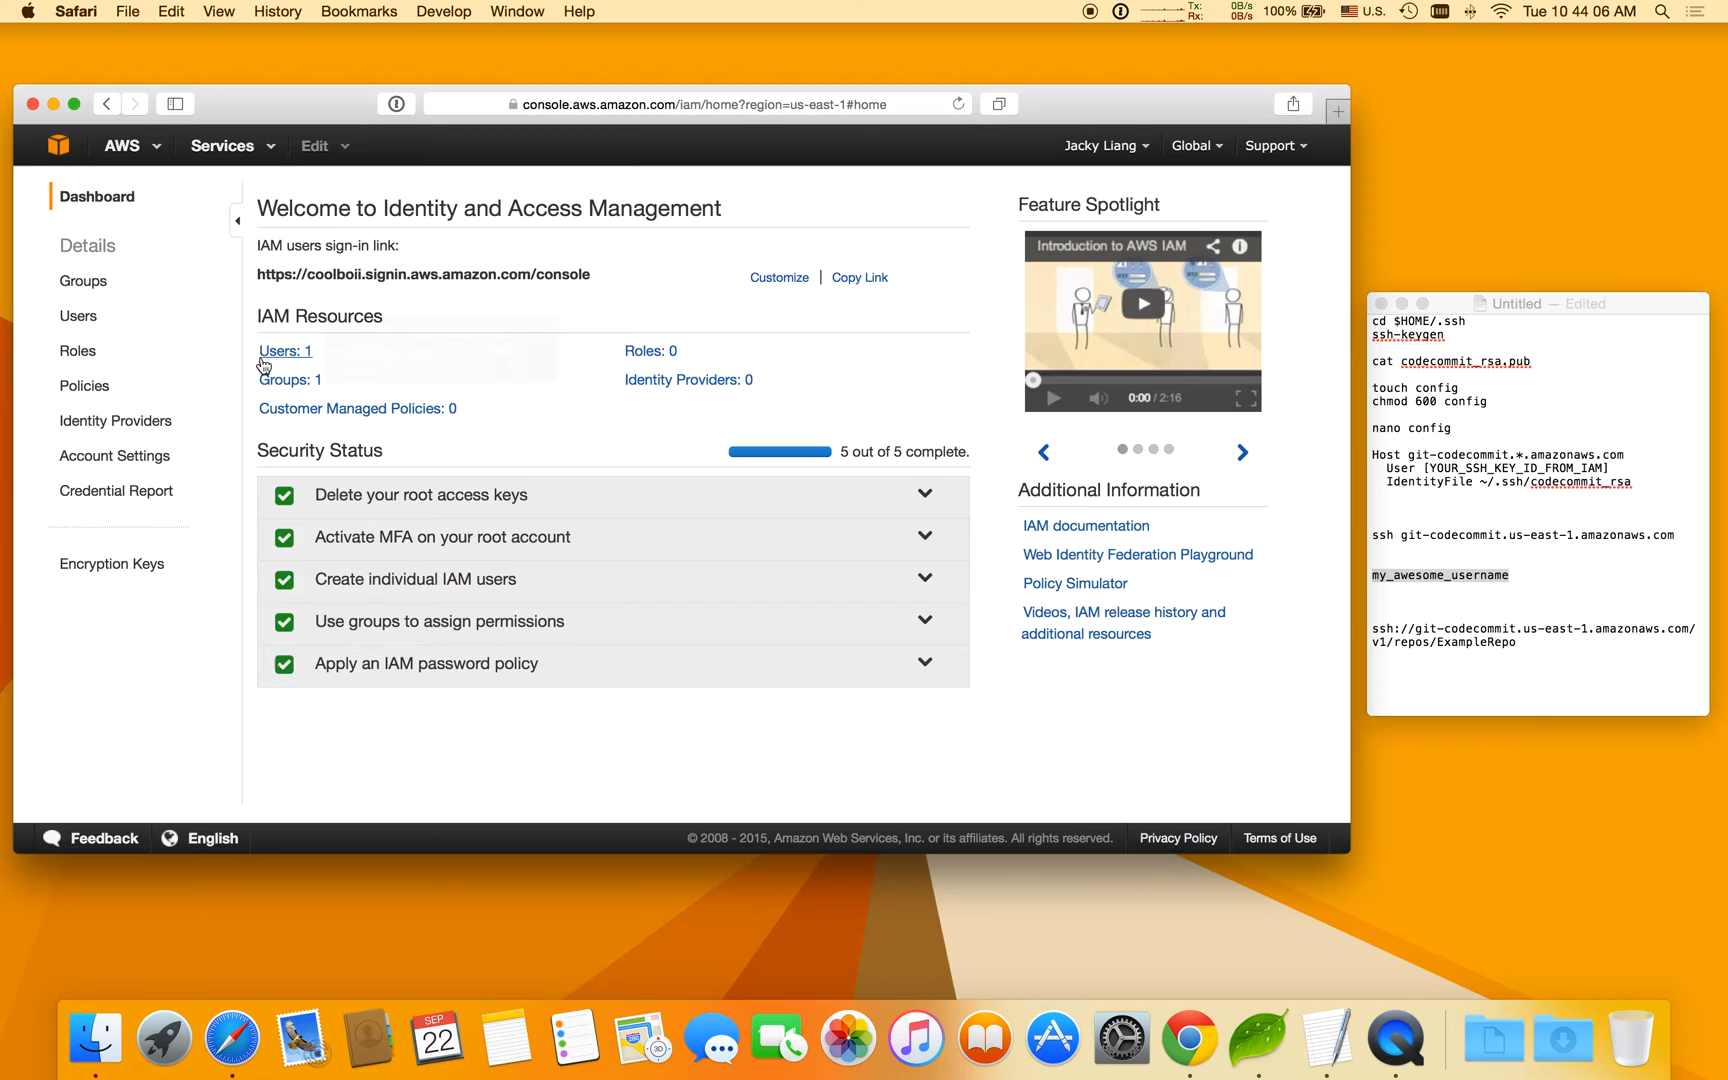 Safari File Edit View History Bookmarks Develop Window Help
Tx: 0B/s
Rx: 0B/s
100% U.S. Tue 10 44 06 AM
console.aws.amazon.com/iam/home?region=us-east-1#home
AWS Services Edit Jacky Liang Global Support
Dashboard
Details
Groups
Users
Roles
Policies
Identity Providers
Account Settings
Credential Report
Encryption Keys
Welcome to Identity and Access Management
IAM users sign-in link:
https://coolboii.signin.aws.amazon.com/console
Customize | Copy Link
IAM Resources
Users: 1
Roles: 0
Groups: 1
Identity Providers: 0
Customer Managed Policies: 0
Security Status
5 out of 5 complete.
Delete your root access keys
Activate MFA on your root account
Create individual IAM users
Use groups to assign permissions
Apply an IAM password policy
Feature Spotlight
Introduction to AWS IAM
0:00 / 2:16
Additional Information
IAM documentation
Web Identity Federation Playground
Policy Simulator
Videos, IAM release history and
additional resources
Feedback English
© 2008 - 2015, Amazon Web Services, Inc. or its affiliates. All rights reserved. Privacy Policy Terms of Use
Untitled — Edited
cd $HOME/.ssh
ssh-keygen
cat codecommit_rsa.pub
touch config
chmod 600 config
nano config
Host git-codecommit.*.amazonaws.com
User [YOUR_SSH_KEY_ID_FROM_IAM]
IdentityFile ~/.ssh/codecommit_rsa
ssh git-codecommit.us-east-1.amazonaws.com
my_awesome_username
ssh://git-codecommit.us-east-1.amazonaws.com/
v1/repos/ExampleRepo
SEP
22
280
3D